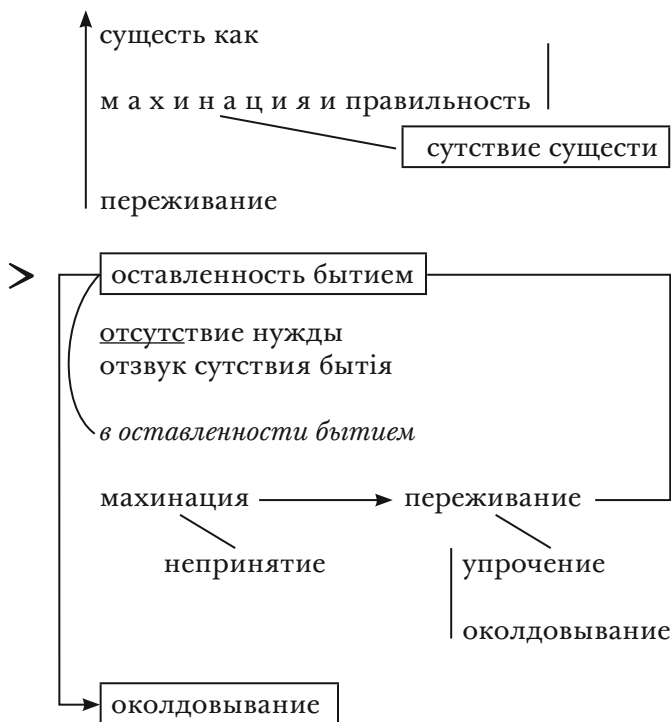 сущесть как
махинация и правильность
сутствие сущести
переживание
>
оставленность бытием
отсутствие нужды
отзвук сутствия бытія
в оставленности бытием
махинация переживание
непринятие упрочение
околдовывание
околдовывание